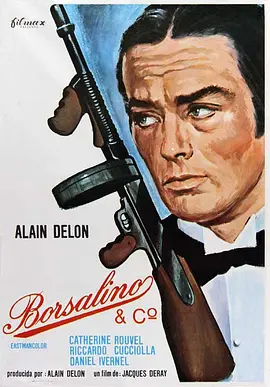 filmax
PRESENTA
ALAIN DELON
Borsalino
& Cº
EASTMANCOLOR
CATHERINE ROUVEL
RICCARDO CUCCIOLLA
DANIEL IVERNEL
producida por: ALAIN DELON un film de: JACQUES DERAY